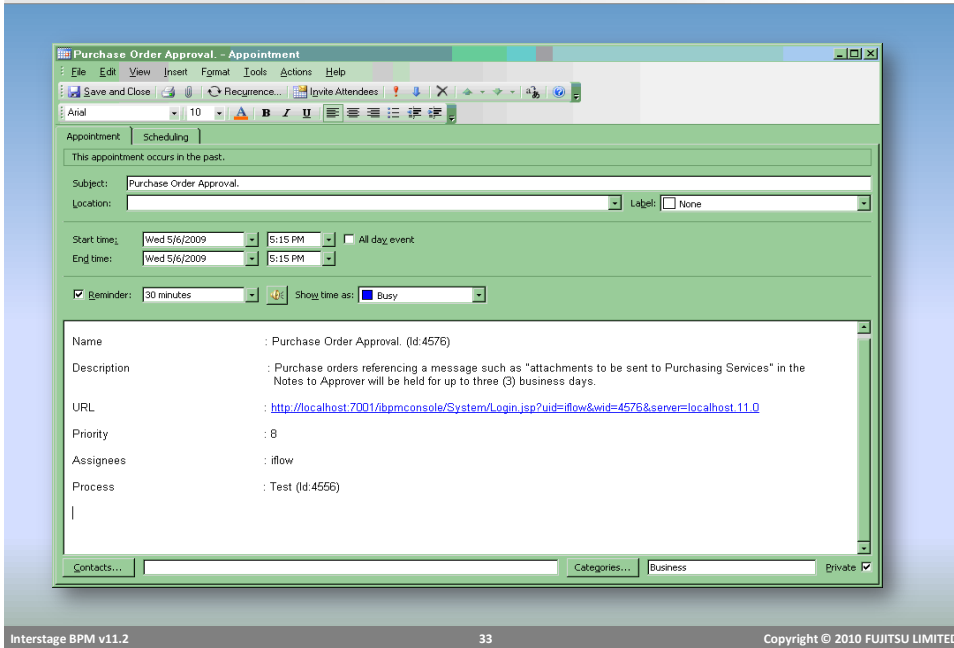 Purchase Order Approval. - Appointment
File Edit View Insert Format Tools Actions Help
Save and Close Recurrence... Invite Attendees
Arial 10 A B I U
Appointment Scheduling
This appointment occurs in the past.
Subject: Purchase Order Approval.
Location: Label: None
Start time: Wed 5/6/2009 5:15 PM All day event
End time: Wed 5/6/2009 5:15 PM
Reminder: 30 minutes Show time as: Busy
Name : Purchase Order Approval. (Id:4576)
Description : Purchase orders referencing a message such as "attachments to be sent to Purchasing Services" in the
Notes to Approver will be held for up to three (3) business days.
URL : http://localhost:7001/ibpmconsole/System/Login.jsp?uid=iflow&wid=4576&server=localhost.11.0
Priority : 8
Assignees : iflow
Process : Test (Id:4556)
Contacts... Categories... Business Private
Interstage BPM v11.2 33 Copyright © 2010 FUJITSU LIMITED